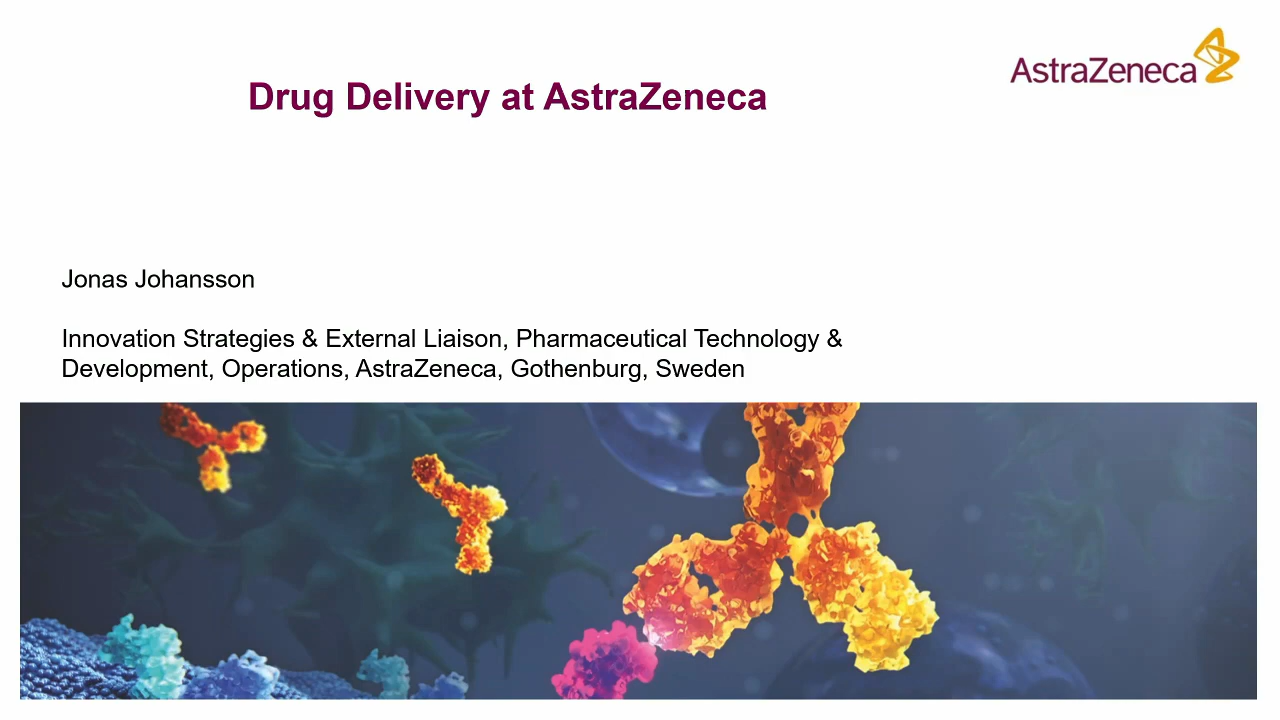 AstraZeneca
Drug Delivery at AstraZeneca
Jonas Johansson
Innovation Strategies & External Liaison, Pharmaceutical Technology &
Development, Operations, AstraZeneca, Gothenburg, Sweden